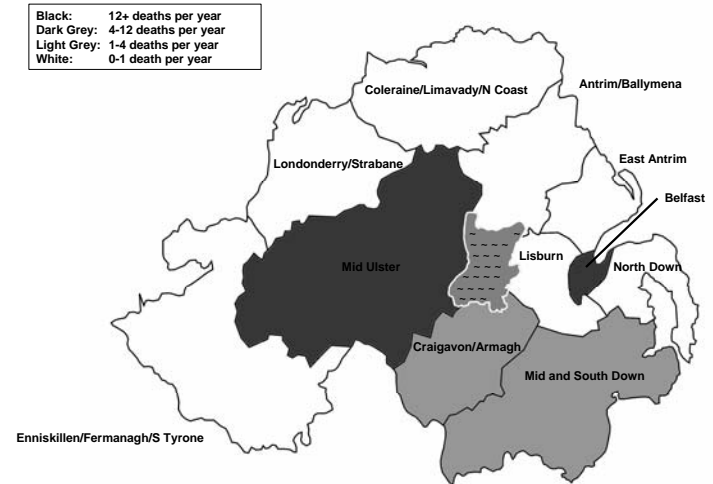 Black: 12+ deaths per year
Dark Grey: 4-12 deaths per year
Light Grey: 1-4 deaths per year
White: 0-1 death per year
Coleraine/Limavady/N Coast
Antrim/Ballymena
Londonderry/Strabane
East Antrim
Belfast
Lisburn
Mid Ulster
North Down
Craigavon/Armagh
Mid and South Down
Enniskillen/Fermanagh/S Tyrone